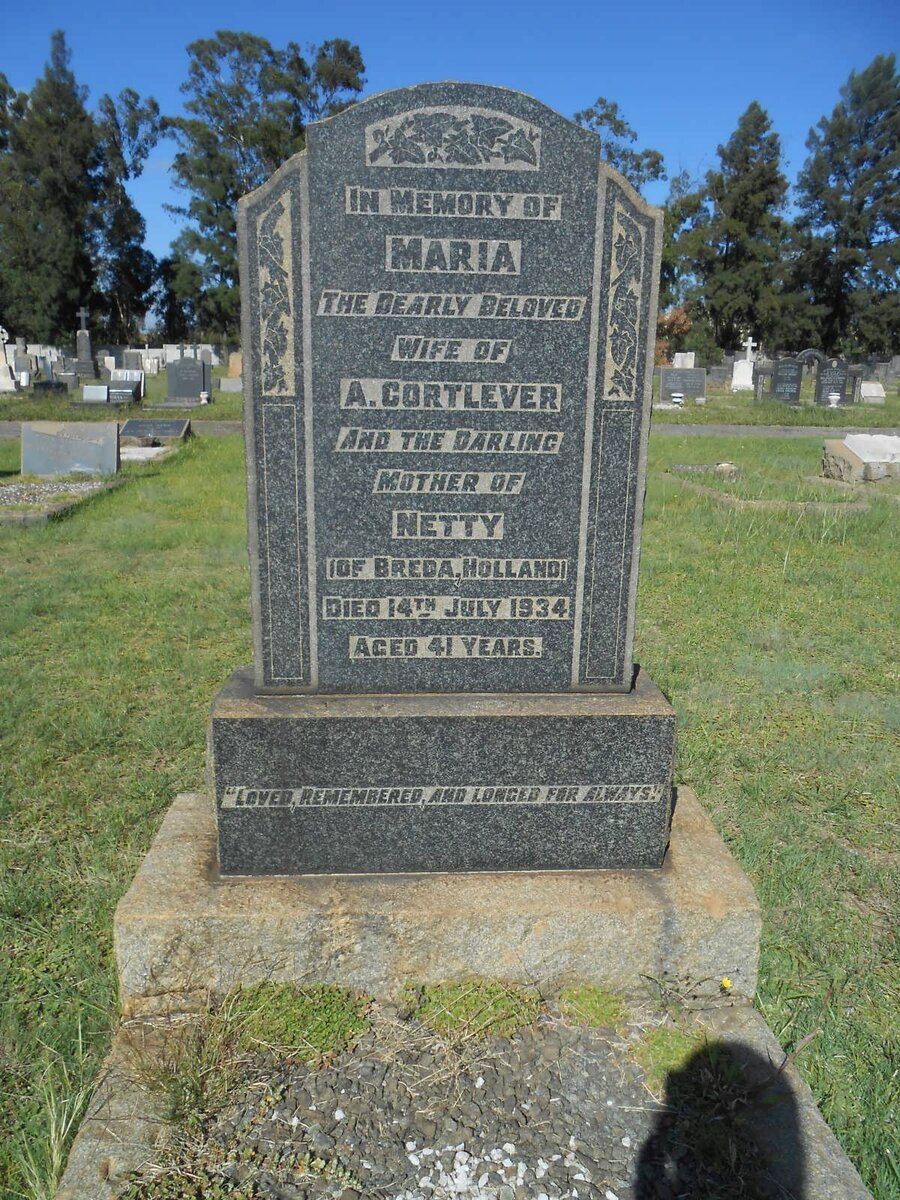 In Memory of
Maria
The Dearly Beloved
Wife of
A. Cortlever
And the Darling
Mother of
Netty
(of Breda, Holland)
Died 14th July 1934
Aged 41 Years.
"Loved, Remembered, and Longed for Always."